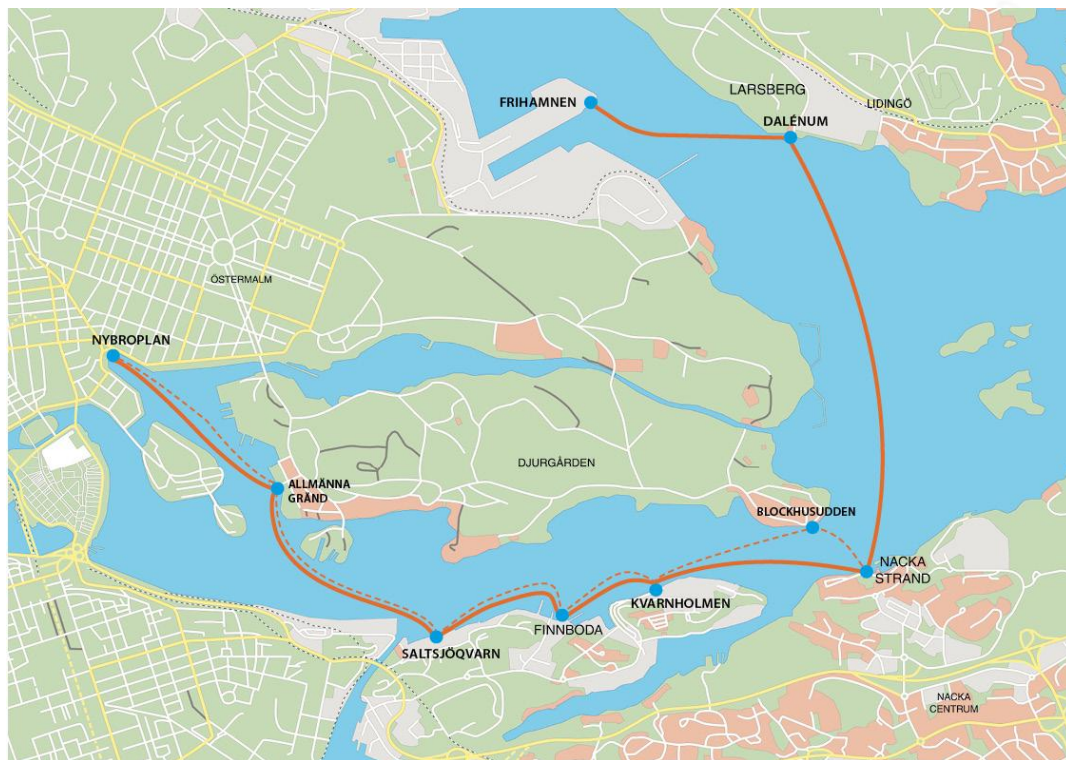 LARSBERG
FRIHAMNEN
LIDINGÖ
DALÉNUM
ÖSTERMALM
NYBROPLAN
DJURGÅRDEN
ALLMÄNNA
GRÄND
BLOCKHUSUDDEN
NACKA
STRAND
KVARNHOLMEN
FINNBODA
SALTSJÖQVARN
NACKA
CENTRUM